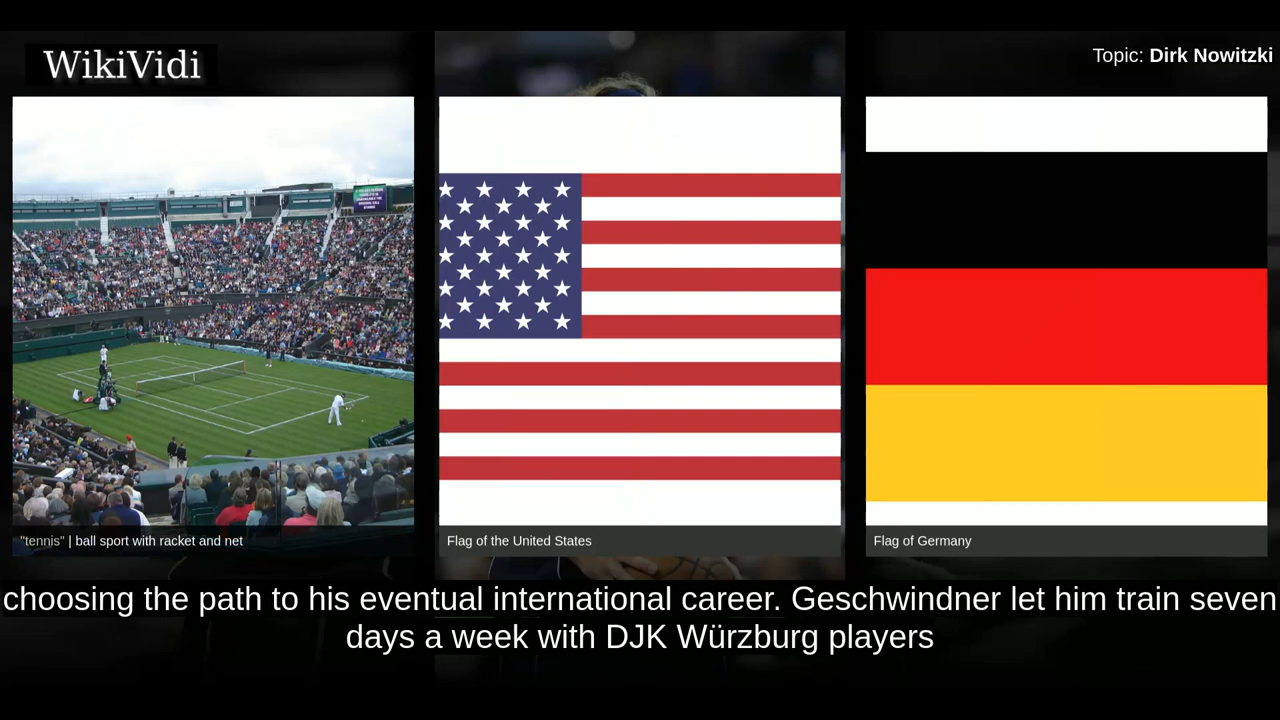 WikiVidi
Topic: Dirk Nowitzki
"tennis" | ball sport with racket and net
Flag of the United States
Flag of Germany
choosing the path to his eventual international career. Geschwindner let him train seven
days a week with DJK Würzburg players